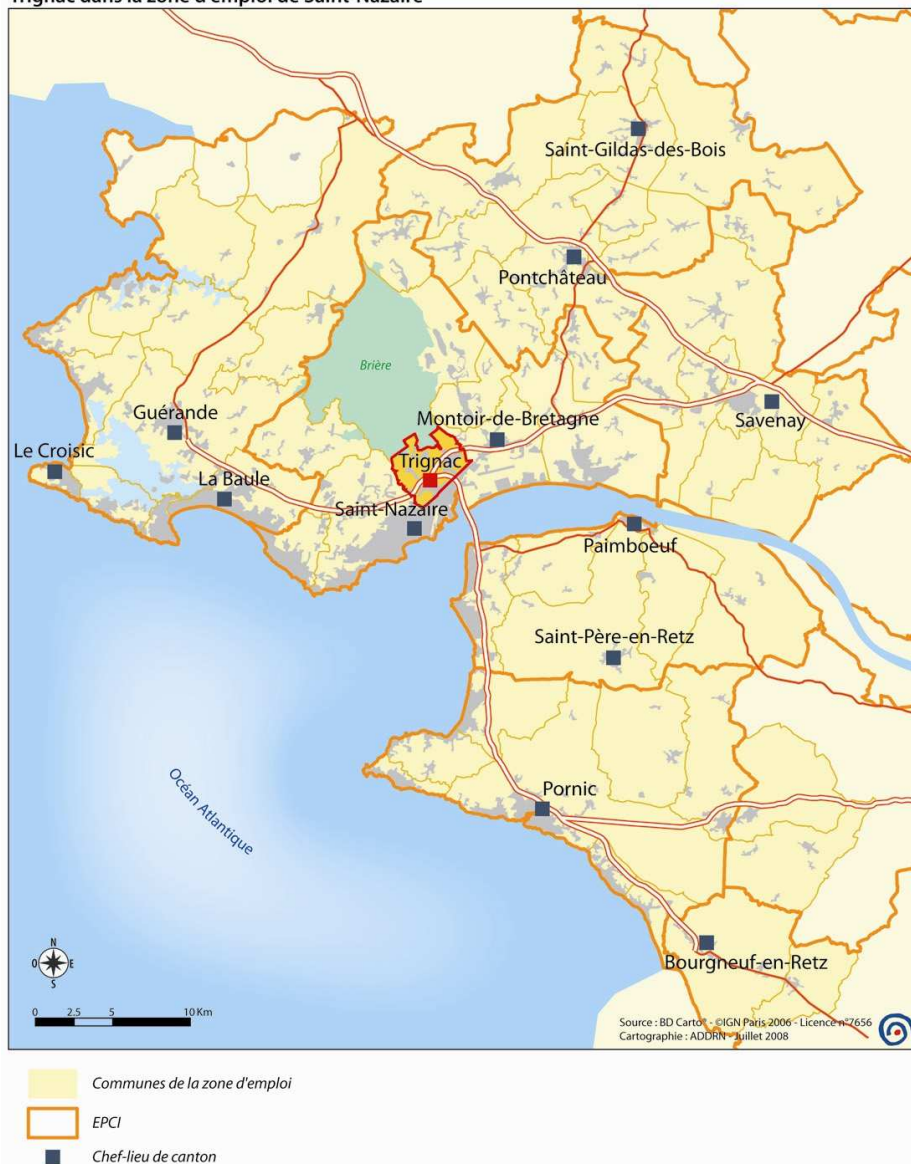 Trignac dans la zone d'emploi de Saint-Nazaire
Saint-Gildas-des-Bois
Pontchâteau
Brière
Montoir-de-Bretagne
Savenay
Guérande
Le Croisic
Trignac
La Baule
Saint-Nazaire
Paimboeuf
Saint-Père-en-Retz
Océan Atlantique
Pornic
Bourgneuf-en-Retz
N
O E
S
0 2.5 5 10 Km
Source : BD Carto® - ©IGN Paris 2006 - Licence n°7656
Cartographie : ADDRN - Juillet 2008
Communes de la zone d'emploi
EPCI
Chef-lieu de canton